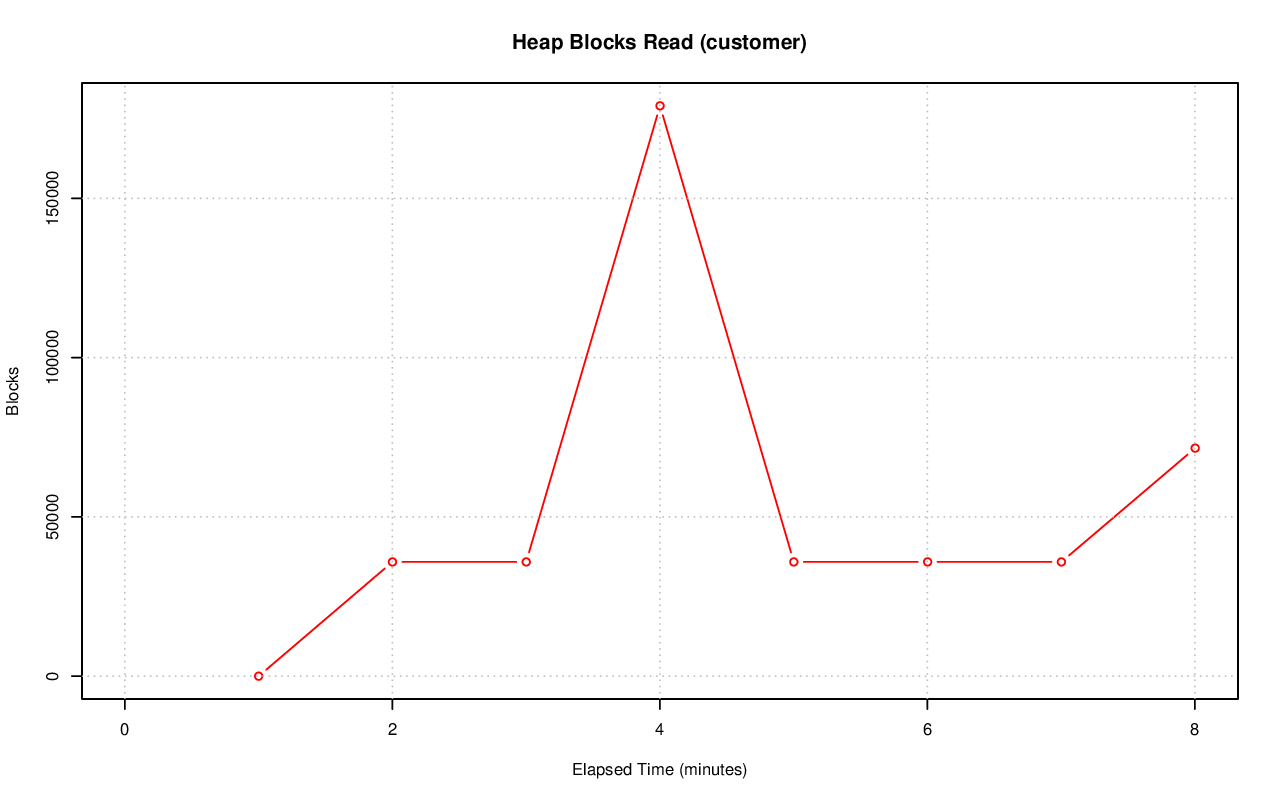 Heap Blocks Read (customer)
Blocks
150000
100000
50000
0
0 2 4 6 8
Elapsed Time (minutes)